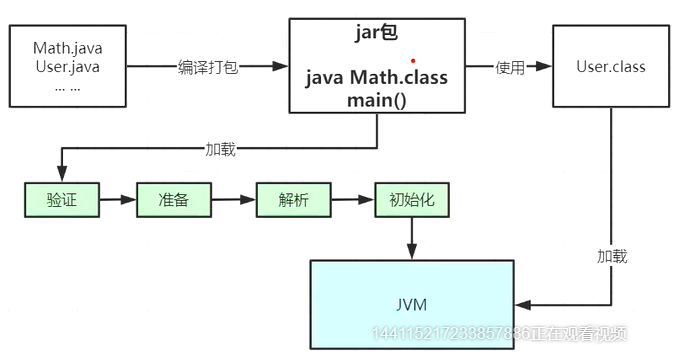 Math.java
User.java
... ...
编译打包
jar包
java Math.class
main()
使用
User.class
加载
验证
准备
解析
初始化
加载
JVM
144115217233857886正在观看视频